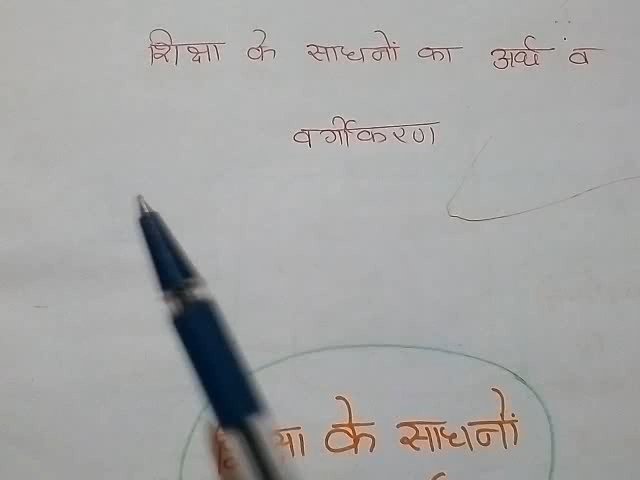 शिक्षा के साधनों का अर्थ व
वर्गीकरण
के साधनों